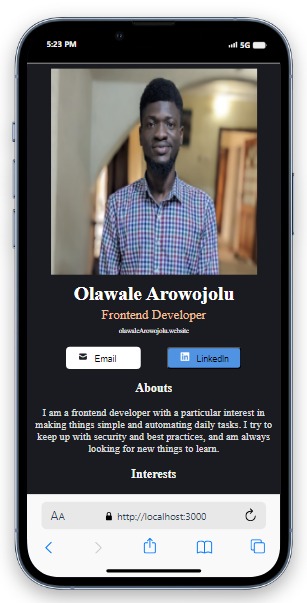 5:23 PM
5G
Olawale Arowojolu
Frontend Developer
olawaleArowojolu.website
Email
in LinkedIn
Abouts
I am a frontend developer with a particular interest in
making things simple and automating daily tasks. I try to
keep up with security and best practices, and am always
looking for new things to learn.
Interests
AA
http://localhost:3000